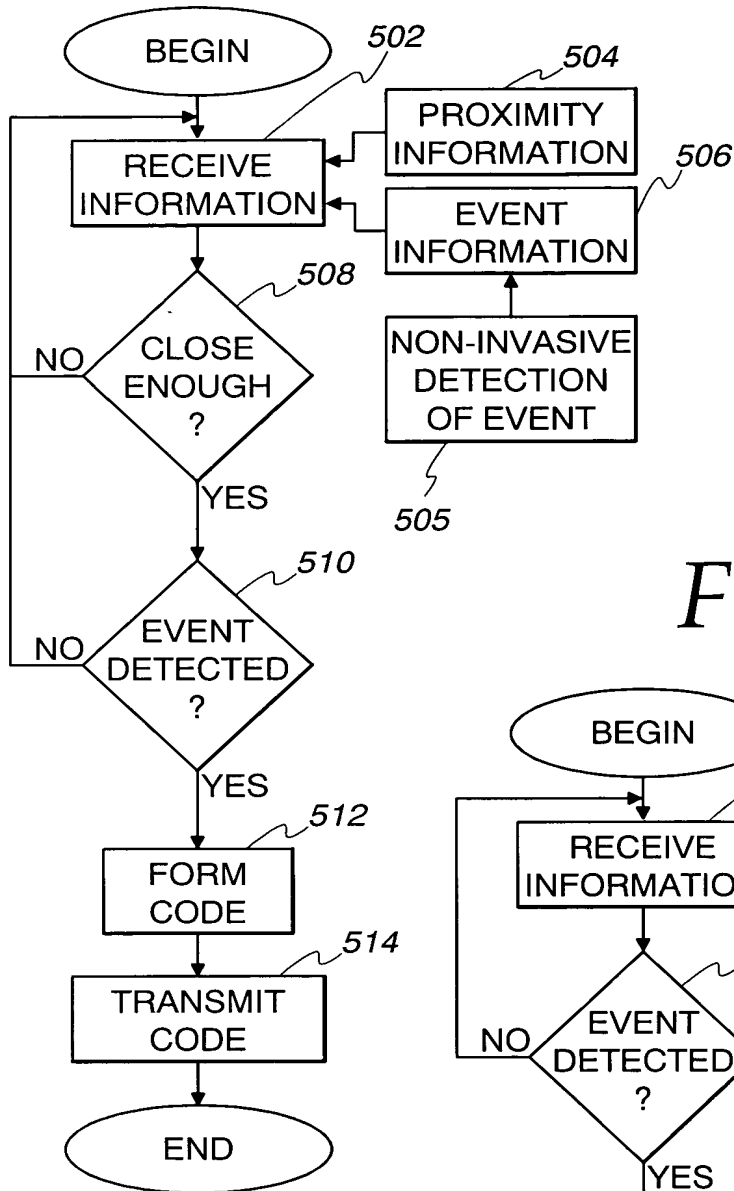 BEGIN
502
RECEIVE
INFORMATION
504
PROXIMITY
INFORMATION
506
EVENT
INFORMATION
NON-INVASIVE
DETECTION
OF EVENT
505
508
CLOSE
ENOUGH
?
NO
YES
510
EVENT
DETECTED
?
NO
YES
512
FORM
CODE
514
TRANSMIT
CODE
END
F
BEGIN
RECEIVE
INFORMATIO
EVENT
DETECTED
?
NO
YES